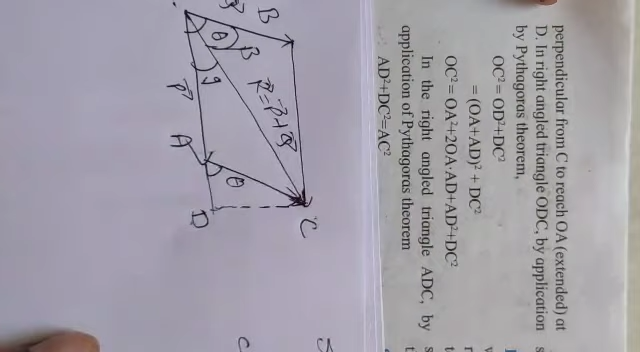 perpendicular from C to reach OA (extended) at
D. In right angled triangle ODC, by application
by Pythagoras theorem,
OC²= OD²+DC²
= (OA+AD)² + DC²
OC²= OA²+2OA·AD+AD²+DC²
In the right angled triangle ADC, by
application of Pythagoras theorem
AD²+DC²=AC²
B
θ
B
R⃗=P⃗+Q⃗
P⃗
A
θ
D
C